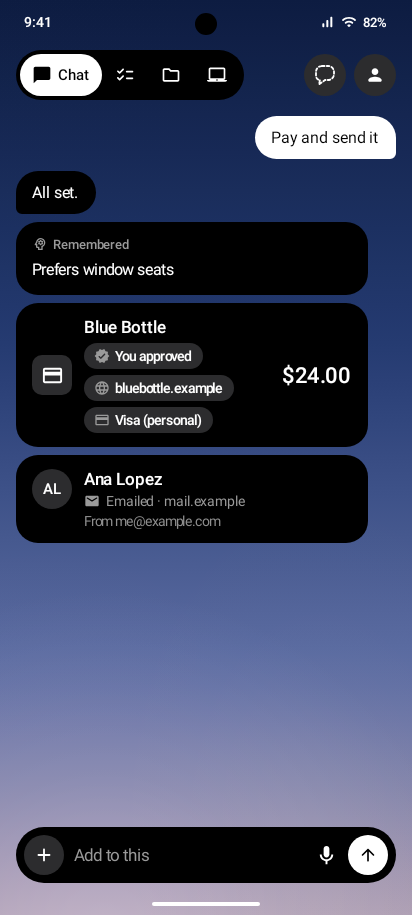 9:41
82%
Chat
Pay and send it
All set.
Remembered
Prefers window seats
Blue Bottle
You approved
bluebottle.example
Visa (personal)
$24.00
AL
Ana Lopez
Emailed · mail.example
From me@example.com
Add to this